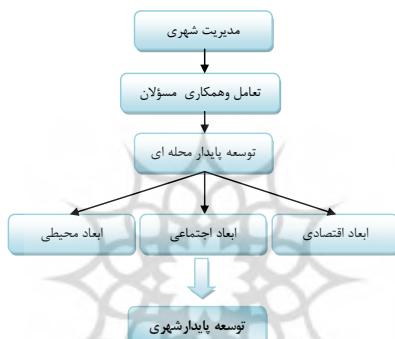 مدیریت شهری
تعامل وهمکاری مسؤلان
توسعه پایدار محله ای
ابعاد اقتصادی
ابعاد اجتماعی
ابعاد محیطی
توسعه پایدارشهری